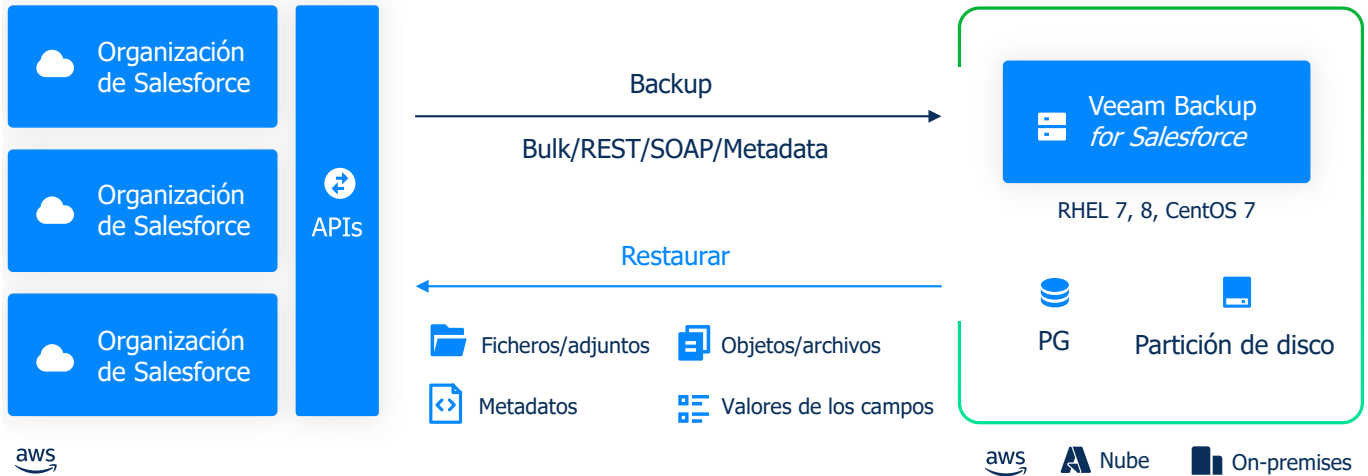 Organización
de Salesforce
Organización
de Salesforce
Organización
de Salesforce
APIs
Backup
Bulk/REST/SOAP/Metadata
Restaurar
Ficheros/adjuntos
Objetos/archivos
Metadatos
Valores de los campos
Veeam Backup
for Salesforce
RHEL 7, 8, CentOS 7
PG
Partición de disco
aws
aws
Nube
On-premises